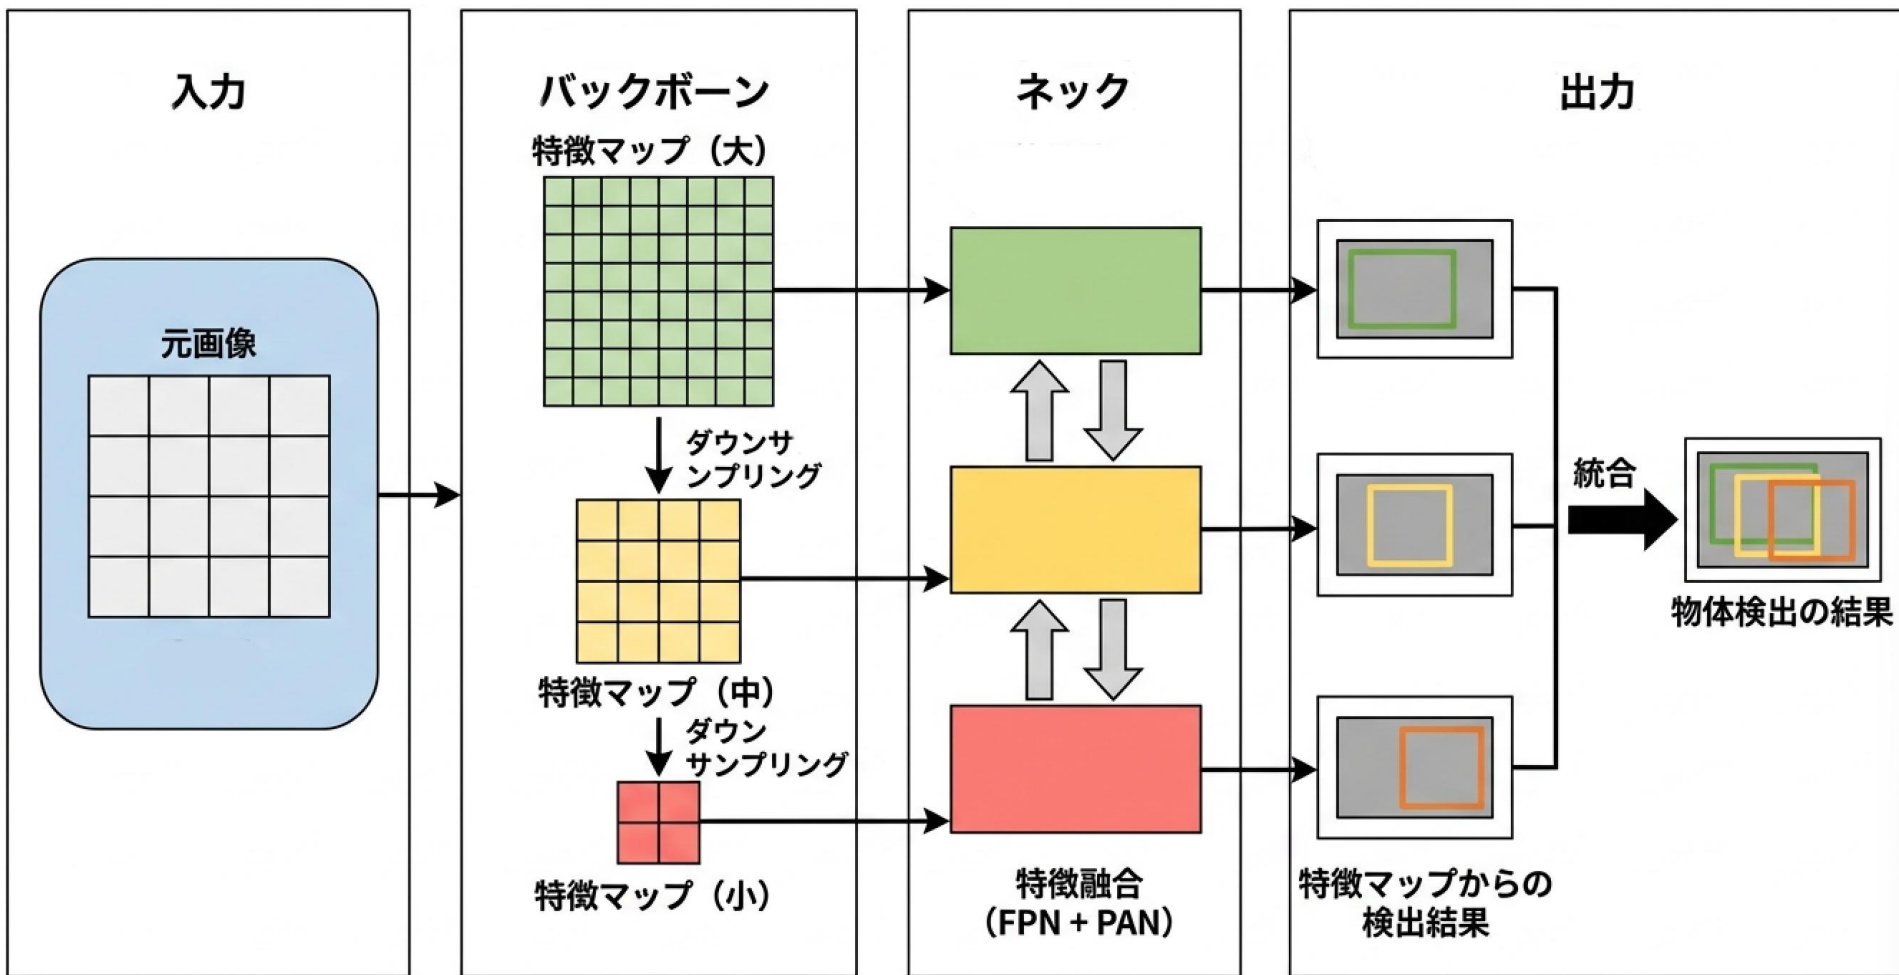 入力
元画像
バックボーン
特徴マップ（大）
ダウンサ
ンプリング
特徴マップ（中）
ダウン
サンプリング
特徴マップ（小）
ネック
特徴融合
（FPN + PAN）
出力
特徴マップからの
検出結果
統合
物体検出の結果